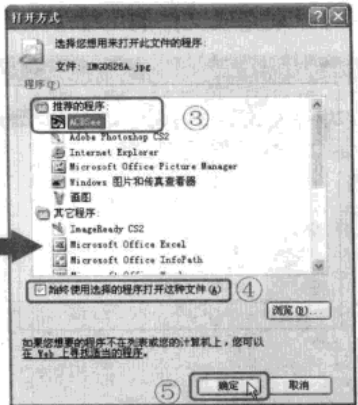 打开方式
选择您想用来打开此文件的程序:
文件: IMG0526A.jpg
程序(P)
推荐的程序:
③
ACDSee
Adobe Photoshop CS2
Internet Explorer
Microsoft Office Picture Manager
Windows 图片和传真查看器
画图
其它程序:
ImageReady CS2
Microsoft Office Excel
Microsoft Office InfoPath
始终使用选择的程序打开这种文件(A)
④
浏览(B)...
如果您想要的程序不在列表或您的计算机上，您可以
在 Web 上寻找适当的程序。
⑤
确定
取消